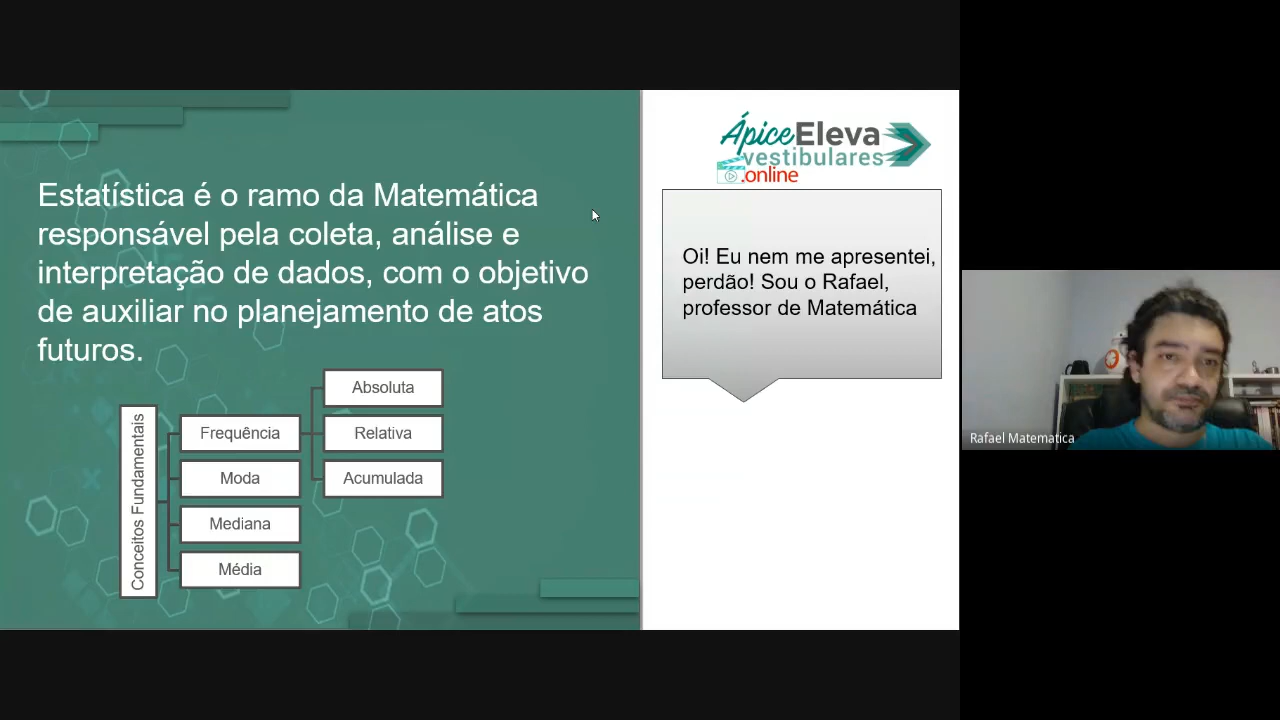 Estatística é o ramo da Matemática
responsável pela coleta, análise e
interpretação de dados, com o objetivo
de auxiliar no planejamento de atos
futuros.
Conceitos Fundamentais
Frequência
Moda
Mediana
Média
Absoluta
Relativa
Acumulada
ÁpiceEleva
vestibulares
.online
Oi! Eu nem me apresentei,
perdão! Sou o Rafael,
professor de Matemática
Rafael Matematica